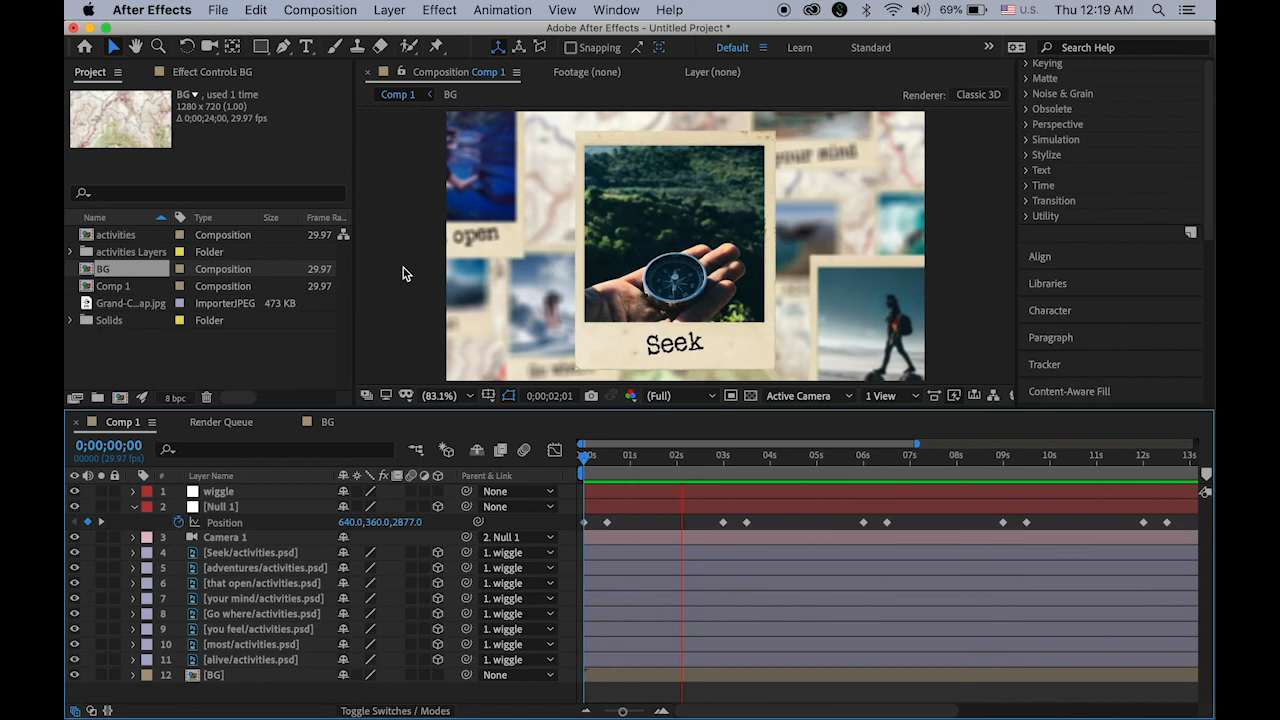 After Effects File Edit Composition Layer Effect Animation View Window Help 69% U.S. Thu 12:19 AM
Adobe After Effects - Untitled Project *
Snapping Default Learn Standard Search Help
Project Effect Controls BG
Composition Comp 1 Footage (none) Layer (none)
BG , used 1 time
1280 x 720 (1.00)
Δ 0;00;24;00, 29.97 fps
Comp 1 BG Renderer: Classic 3D
your mind
open
Seek
Name Type Size Frame Ra...
activities Composition 29.97
activities Layers Folder
BG Composition 29.97
Comp 1 Composition 29.97
Grand-C...ap.jpg ImporterJPEG 473 KB
Solids Folder
8 bpc
(83.1%) 0;00;02;01 (Full) Active Camera 1 View
Keying
Matte
Noise & Grain
Obsolete
Perspective
Simulation
Stylize
Text
Time
Transition
Utility
Align
Libraries
Character
Paragraph
Tracker
Content-Aware Fill
Comp 1 Render Queue BG
0;00;00;00
00000 (29.97 fps)
00s 01s 02s 03s 04s 05s 06s 07s 08s 09s 10s 11s 12s 13s
# Layer Name Parent & Link
1 wiggle None
2 [Null 1] None
Position 640.0,360.0,2877.0
3 Camera 1 2. Null 1
4 [Seek/activities.psd] 1. wiggle
5 [adventures/activities.psd] 1. wiggle
6 [that open/activities.psd] 1. wiggle
7 [your mind/activities.psd] 1. wiggle
8 [Go where/activities.psd] 1. wiggle
9 [you feel/activities.psd] 1. wiggle
10 [most/activities.psd] 1. wiggle
11 [alive/activities.psd] 1. wiggle
12 [BG] None
Toggle Switches / Modes